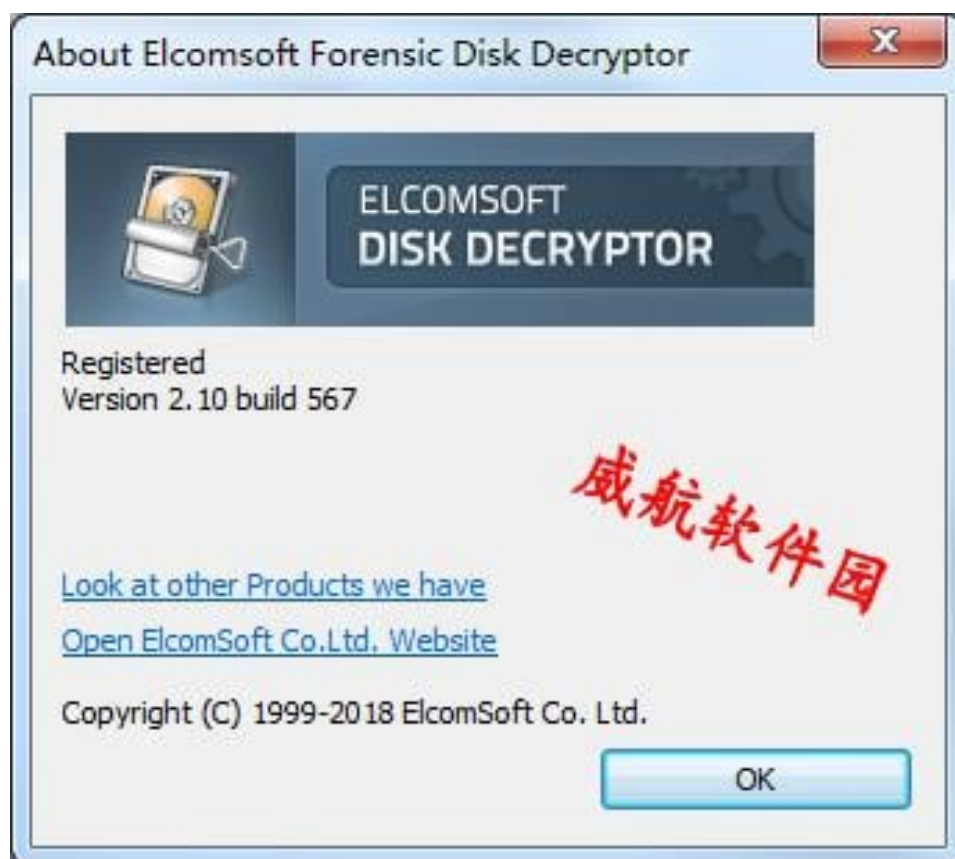 About Elcomsoft Forensic Disk Decryptor
ELCOMSOFT
DISK DECRYPTOR
Registered
Version 2.10 build 567
威航软件园
Look at other Products we have
Open ElcomSoft Co.Ltd. Website
Copyright (C) 1999-2018 ElcomSoft Co. Ltd.
OK